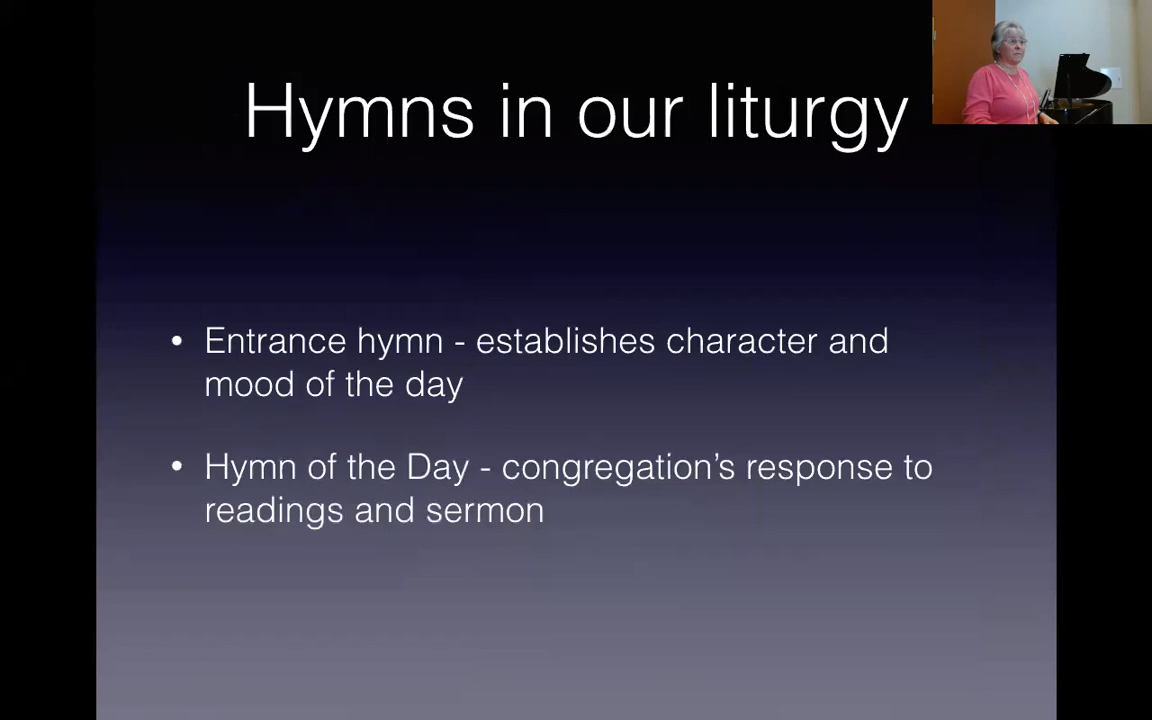 Hymns in our liturgy
• Entrance hymn - establishes character and
mood of the day
• Hymn of the Day - congregation’s response to
readings and sermon